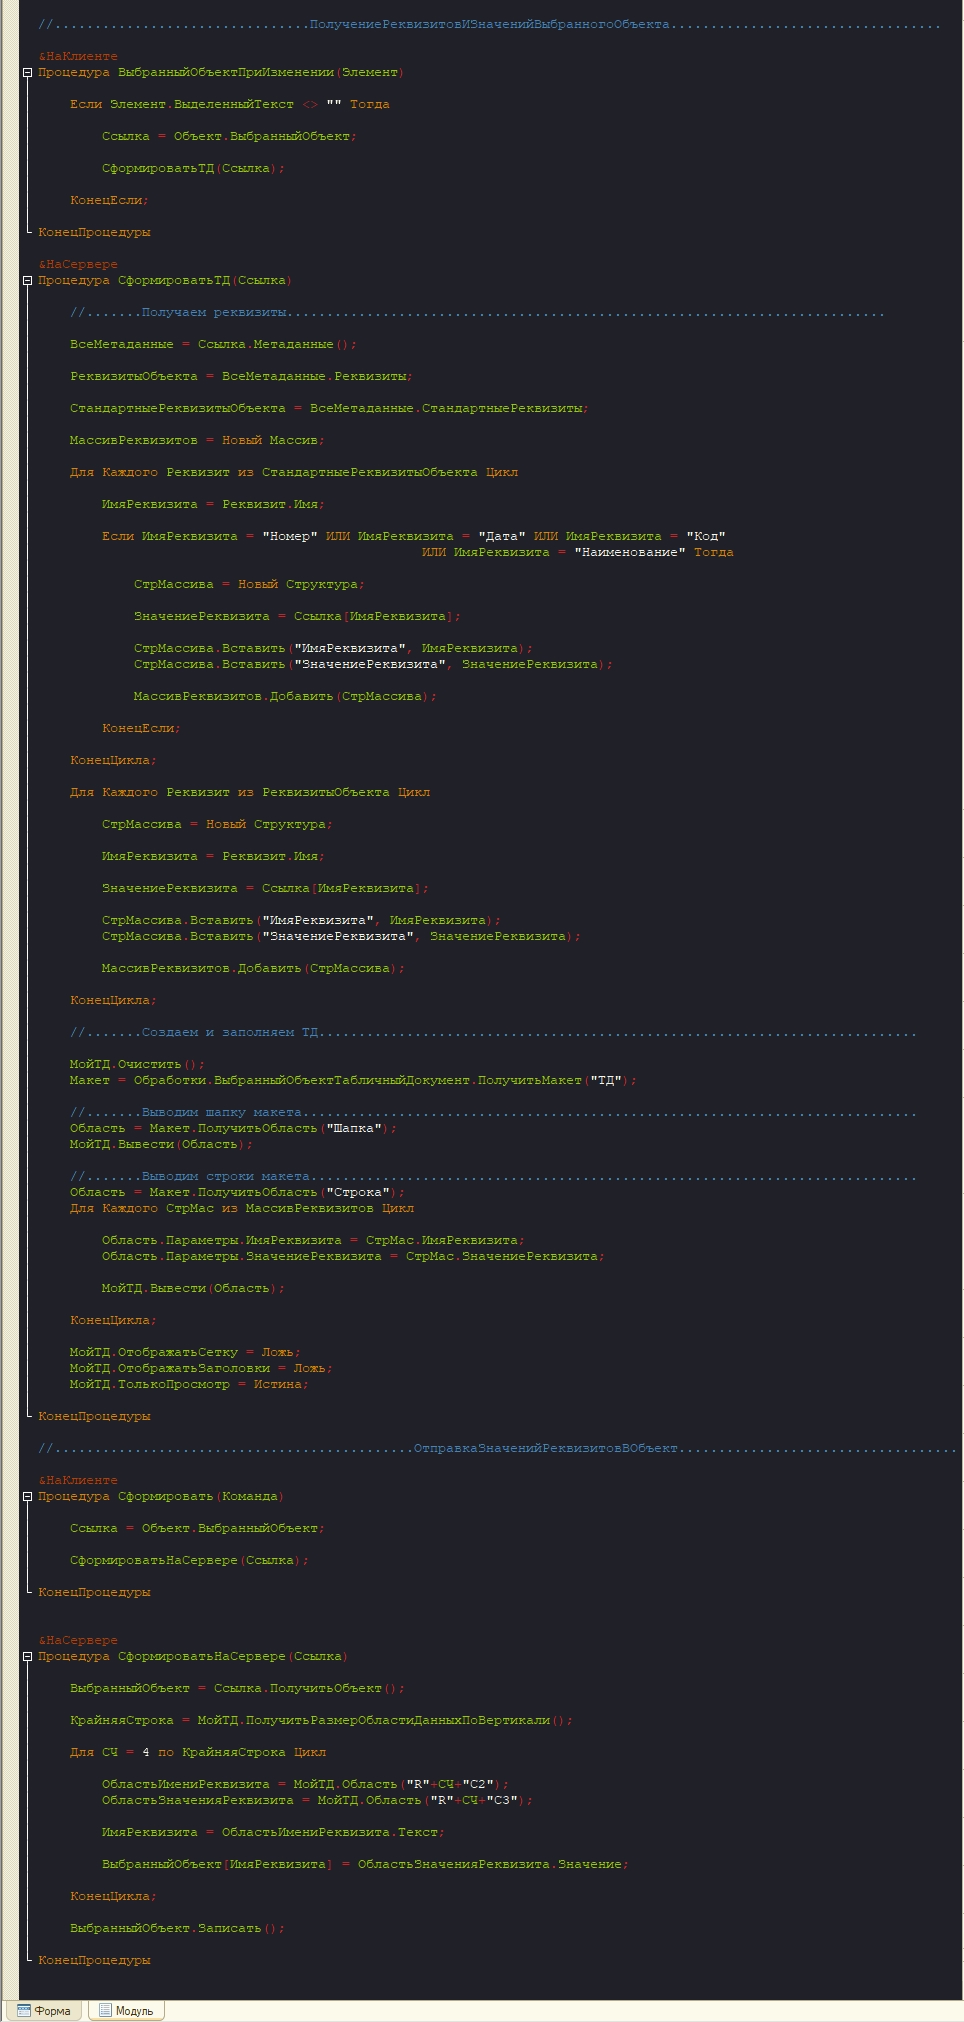 //................................ПолучениеРеквизитовИЗначенийВыбранногоОбъекта..................................
&НаКлиенте
Процедура ВыбранныйОбъектПриИзменении(Элемент)
Если Элемент.ВыделенныйТекст <> "" Тогда
Ссылка = Объект.ВыбранныйОбъект;
СформироватьТД(Ссылка);
КонецЕсли;
КонецПроцедуры
&НаСервере
Процедура СформироватьТД(Ссылка)
//.......Получаем реквизиты...........................................................................
ВсеМетаданные = Ссылка.Метаданные();
РеквизитыОбъекта = ВсеМетаданные.Реквизиты;
СтандартныеРеквизитыОбъекта = ВсеМетаданные.СтандартныеРеквизиты;
МассивРеквизитов = Новый Массив;
Для Каждого Реквизит из СтандартныеРеквизитыОбъекта Цикл
ИмяРеквизита = Реквизит.Имя;
Если ИмяРеквизита = "Номер" ИЛИ ИмяРеквизита = "Дата" ИЛИ ИмяРеквизита = "Код"
ИЛИ ИмяРеквизита = "Наименование" Тогда
СтрМассива = Новый Структура;
ЗначениеРеквизита = Ссылка[ИмяРеквизита];
СтрМассива.Вставить("ИмяРеквизита", ИмяРеквизита);
СтрМассива.Вставить("ЗначениеРеквизита", ЗначениеРеквизита);
МассивРеквизитов.Добавить(СтрМассива);
КонецЕсли;
КонецЦикла;
Для Каждого Реквизит из РеквизитыОбъекта Цикл
СтрМассива = Новый Структура;
ИмяРеквизита = Реквизит.Имя;
ЗначениеРеквизита = Ссылка[ИмяРеквизита];
СтрМассива.Вставить("ИмяРеквизита", ИмяРеквизита);
СтрМассива.Вставить("ЗначениеРеквизита", ЗначениеРеквизита);
МассивРеквизитов.Добавить(СтрМассива);
КонецЦикла;
//.......Создаем и заполняем ТД...........................................................................
МойТД.Очистить();
Макет = Обработки.ВыбранныйОбъектТабличныйДокумент.ПолучитьМакет("ТД");
//.......Выводим шапку макета.............................................................................
Область = Макет.ПолучитьОбласть("Шапка");
МойТД.Вывести(Область);
//.......Выводим строки макета............................................................................
Область = Макет.ПолучитьОбласть("Строка");
Для Каждого СтрМас из МассивРеквизитов Цикл
Область.Параметры.ИмяРеквизита = СтрМас.ИмяРеквизита;
Область.Параметры.ЗначениеРеквизита = СтрМас.ЗначениеРеквизита;
МойТД.Вывести(Область);
КонецЦикла;
МойТД.ОтображатьСетку = Ложь;
МойТД.ОтображатьЗаголовки = Ложь;
МойТД.ТолькоПросмотр = Истина;
КонецПроцедуры
//.............................................ОтправкаЗначенийРеквизитовВОбъект...................................
&НаКлиенте
Процедура Сформировать(Команда)
Ссылка = Объект.ВыбранныйОбъект;
СформироватьНаСервере(Ссылка);
КонецПроцедуры
&НаСервере
Процедура СформироватьНаСервере(Ссылка)
ВыбранныйОбъект = Ссылка.ПолучитьОбъект();
КрайняяСтрока = МойТД.ПолучитьРазмерОбластиДанныхПоВертикали();
Для СЧ = 4 по КрайняяСтрока Цикл
ОбластьИмениРеквизита = МойТД.Область("R"+СЧ+"C2");
ОбластьЗначенияРеквизита = МойТД.Область("R"+СЧ+"C3");
ИмяРеквизита = ОбластьИмениРеквизита.Текст;
ВыбранныйОбъект[ИмяРеквизита] = ОбластьЗначенияРеквизита.Значение;
КонецЦикла;
ВыбранныйОбъект.Записать();
КонецПроцедуры
Форма Модуль